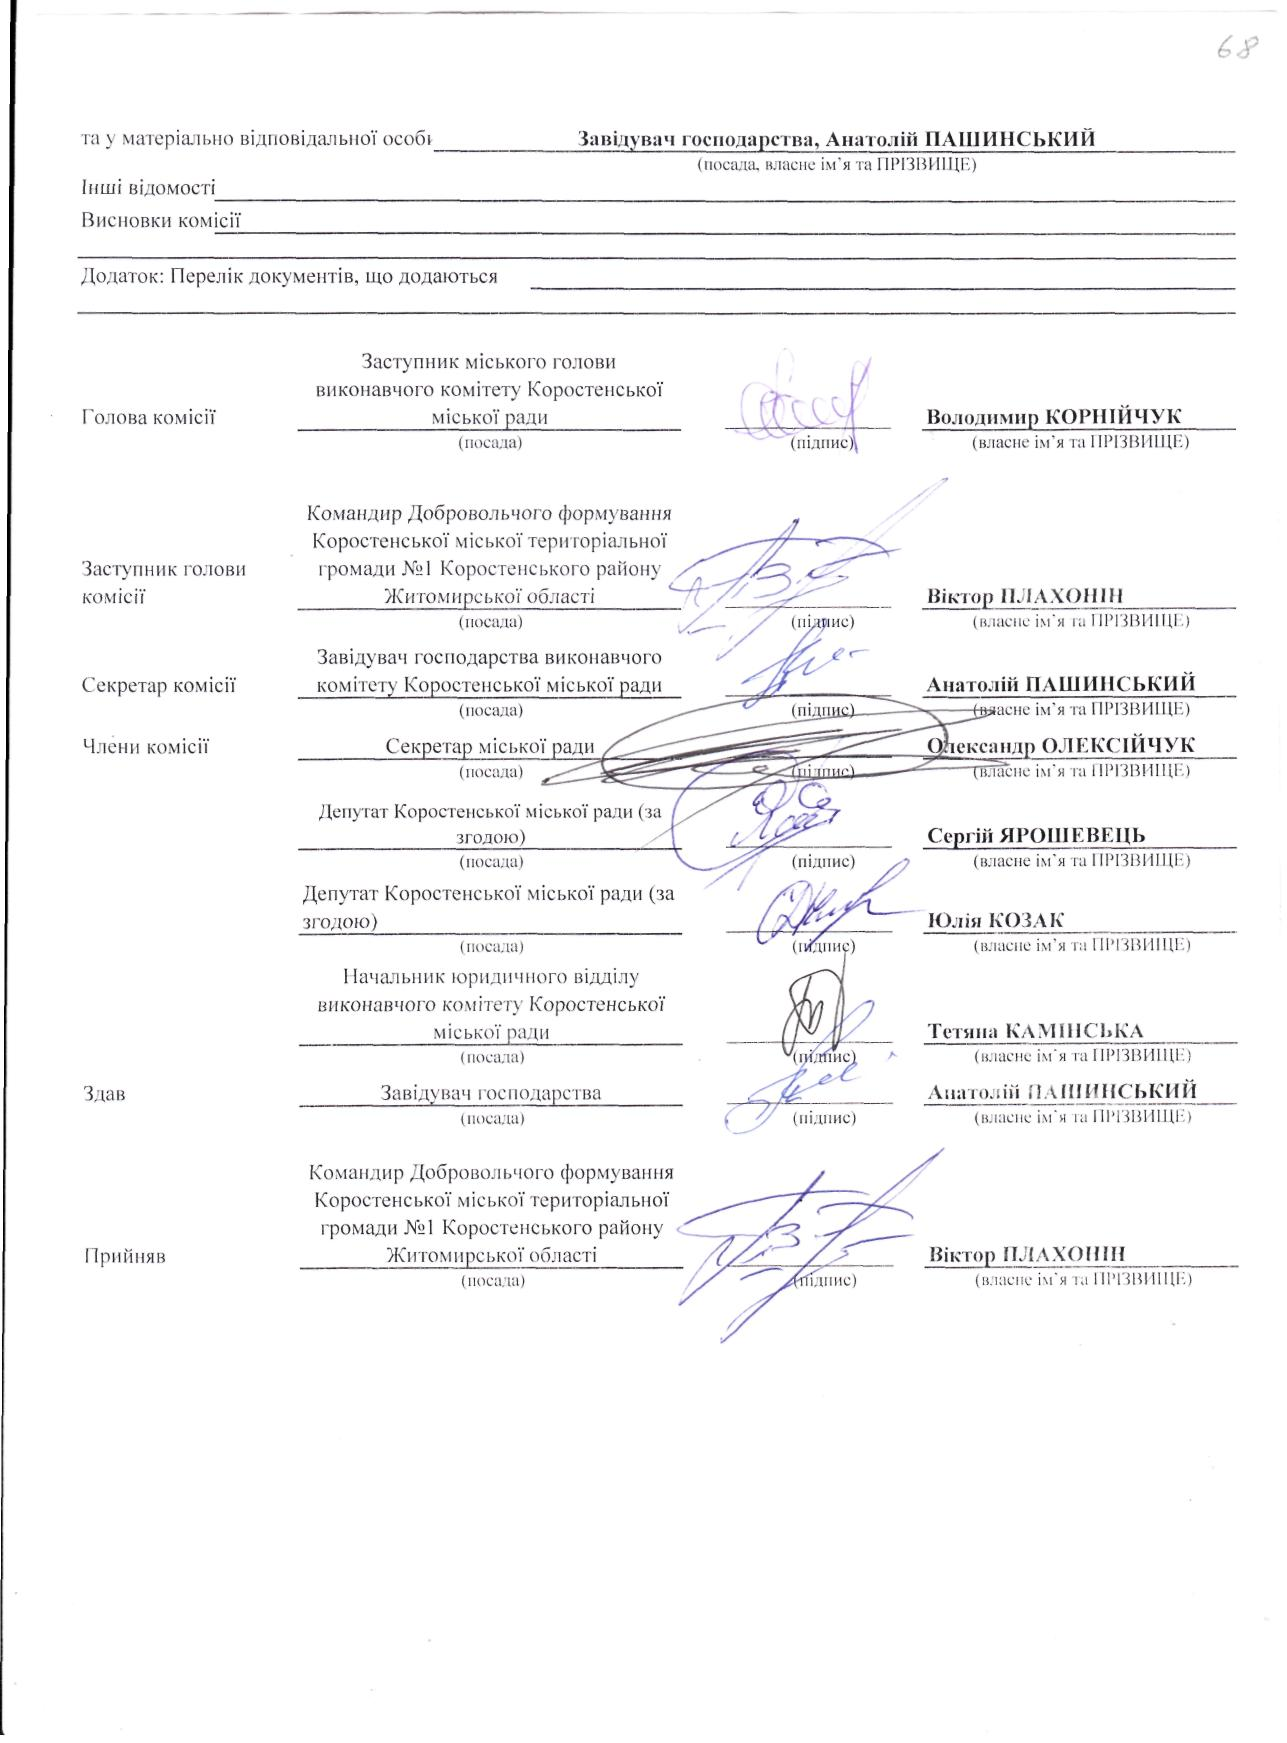 68
та у матеріально відповідальної особи Завідувач господарства, Анатолій ПАШИНСЬКИЙ
(посада, власне ім’я та ПРІЗВИЩЕ)
Інші відомості
Висновки комісії
Додаток: Перелік документів, що додаються
Заступник міського голови
виконавчого комітету Коростенської
Голова комісії міської ради Володимир КОРНІЙЧУК
(посада) (підпис) (власне ім’я та ПРІЗВИЩЕ)
Командир Добровольчого формування
Коростенської міської територіальної
Заступник голови громади №1 Коростенського району
комісії Житомирської області Віктор ПЛАХОНІН
(посада) (підпис) (власне ім’я та ПРІЗВИЩЕ)
Завідувач господарства виконавчого
Секретар комісії комітету Коростенської міської ради Анатолій ПАШИНСЬКИЙ
(посада) (підпис) (власне ім’я та ПРІЗВИЩЕ)
Члени комісії Секретар міської ради Олександр ОЛЕКСІЙЧУК
(посада) (підпис) (власне ім’я та ПРІЗВИЩЕ)
Депутат Коростенської міської ради (за
згодою) Сергій ЯРОШЕВЕЦЬ
(посада) (підпис) (власне ім’я та ПРІЗВИЩЕ)
Депутат Коростенської міської ради (за
згодою) Юлія КОЗАК
(посада) (підпис) (власне ім’я та ПРІЗВИЩЕ)
Начальник юридичного відділу
виконавчого комітету Коростенської
міської ради Тетяна КАМІНСЬКА
(посада) (підпис) (власне ім’я та ПРІЗВИЩЕ)
Здав Завідувач господарства Анатолій ПАШИНСЬКИЙ
(посада) (підпис) (власне ім’я та ПРІЗВИЩЕ)
Командир Добровольчого формування
Коростенської міської територіальної
громади №1 Коростенського району
Прийняв Житомирської області Віктор ПЛАХОНІН
(посада) (підпис) (власне ім’я та ПРІЗВИЩЕ)